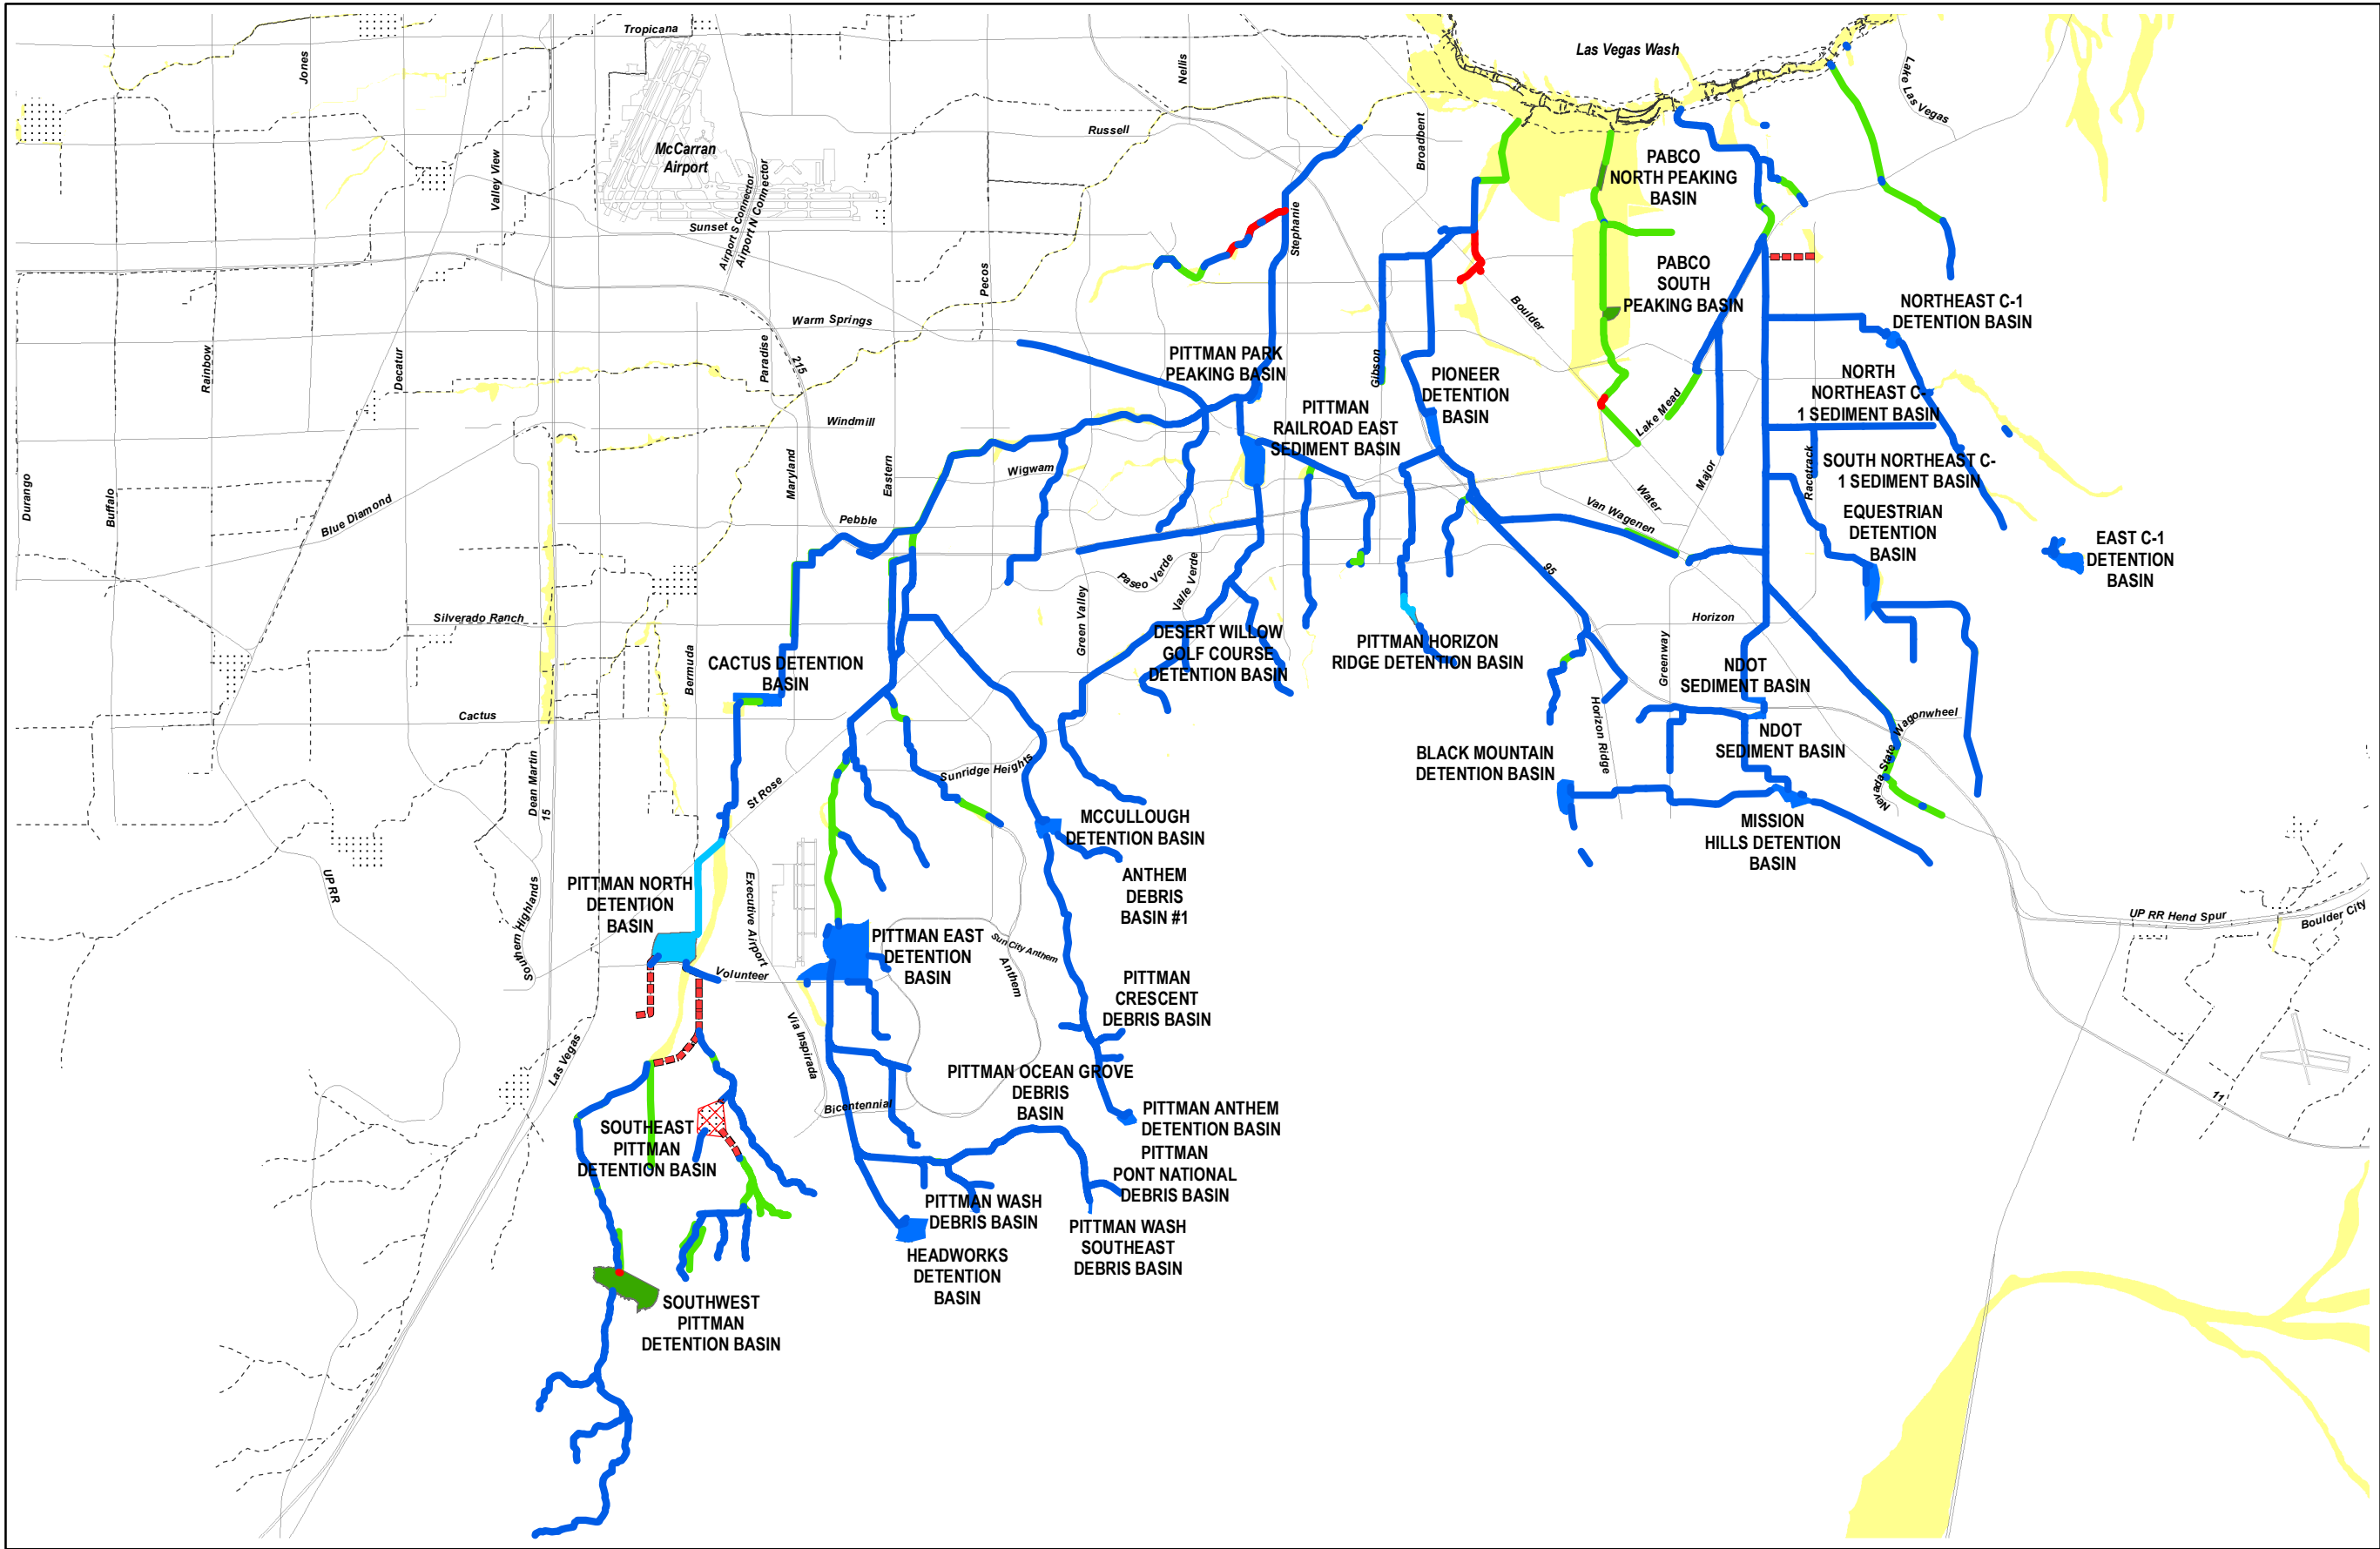 Tropicana
Las Vegas Wash
Jones
Nellis
Lake Las Vegas
McCarran
Airport
Russell
Broadbent
Valley View
PABCO
NORTH PEAKING
BASIN
Airport S Connector
Airport N Connector
Sunset
Stephanie
Pecos
PABCO
SOUTH
PEAKING BASIN
NORTHEAST C-1
DETENTION BASIN
Boulder
Warm Springs
Rainbow
Decatur
Paradise
215
PITTMAN PARK
PEAKING BASIN
Gibson
PIONEER
DETENTION
BASIN
NORTH
NORTHEAST C-
1 SEDIMENT BASIN
PITTMAN
RAILROAD EAST
SEDIMENT BASIN
Lake Mead
Windmill
Durango
Buffalo
Blue Diamond
Maryland
Eastern
Wigwam
Pebble
Major
Water
Racetrack
SOUTH NORTHEAST C-
1 SEDIMENT BASIN
Van Wagenen
EQUESTRIAN
DETENTION
BASIN
EAST C-1
DETENTION
BASIN
95
Paseo Verde
Valle Verde
Green Valley
Silverado Ranch
Horizon
DESERT WILLOW
GOLF COURSE
DETENTION BASIN
PITTMAN HORIZON
RIDGE DETENTION BASIN
Greenway
Bermuda
CACTUS DETENTION
BASIN
NDOT
SEDIMENT BASIN
Cactus
Horizon Ridge
Wagonwheel
NDOT
SEDIMENT BASIN
Nevada State
BLACK MOUNTAIN
DETENTION BASIN
Dean Martin
15
St Rose
Sunridge Heights
MCCULLOUGH
DETENTION BASIN
MISSION
HILLS DETENTION
BASIN
UP RR
Southern Highlands
PITTMAN NORTH
DETENTION
BASIN
Executive Airport
ANTHEM
DEBRIS
BASIN #1
UP RR Hend Spur
Boulder City
PITTMAN EAST
DETENTION
BASIN
Sun City Anthem
Anthem
Volunteer
PITTMAN
CRESCENT
DEBRIS BASIN
Via Inspirada
Las Vegas
PITTMAN OCEAN GROVE
DEBRIS
BASIN
Bicentennial
11
PITTMAN ANTHEM
DETENTION BASIN
SOUTHEAST
PITTMAN
DETENTION BASIN
PITTMAN
PONT NATIONAL
DEBRIS BASIN
PITTMAN WASH
DEBRIS BASIN
PITTMAN WASH
SOUTHEAST
DEBRIS BASIN
HEADWORKS
DETENTION
BASIN
SOUTHWEST
PITTMAN
DETENTION BASIN